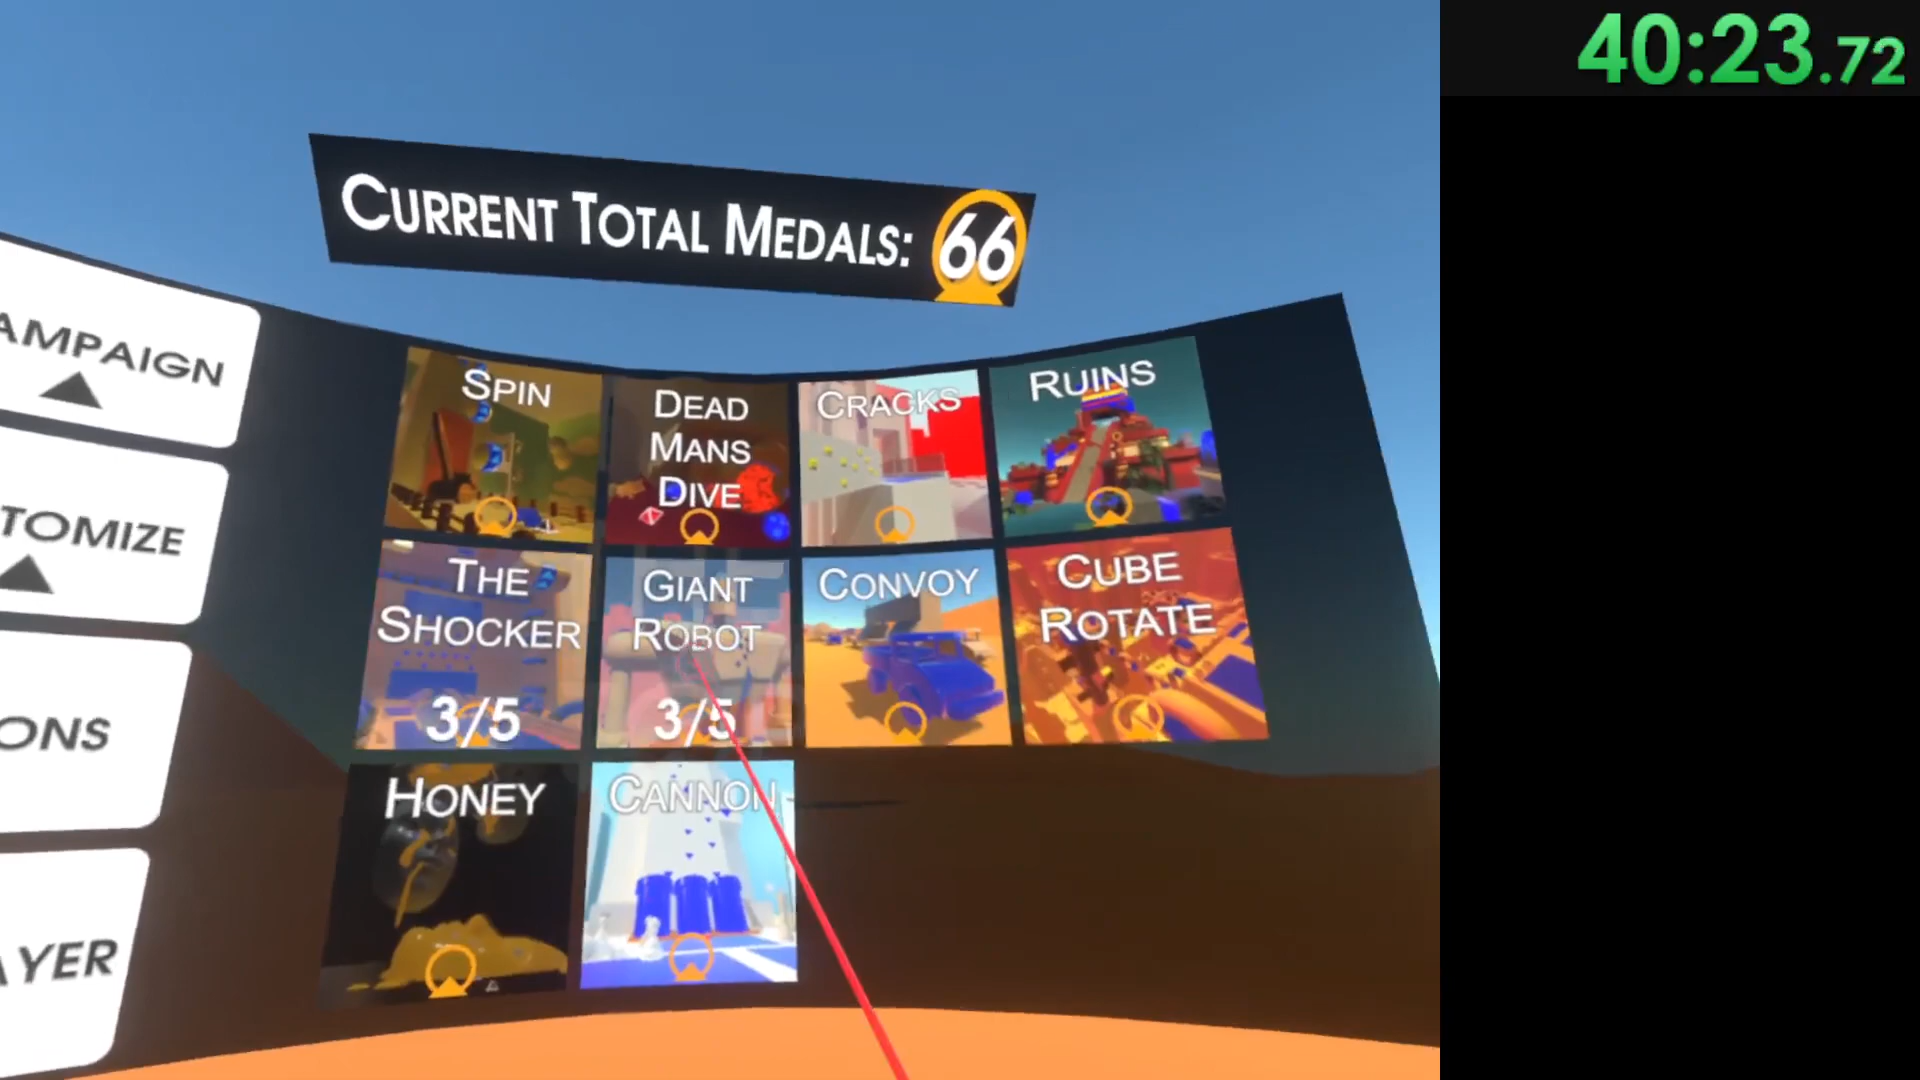 40:23.72
CURRENT TOTAL MEDALS: 66
AMPAIGN
TOMIZE
ONS
AYER
SPIN
DEAD
MANS
DIVE
CRACKS
RUINS
THE
SHOCKER
3/5
GIANT
ROBOT
3/5
CONVOY
CUBE
ROTATE
HONEY
CANNON